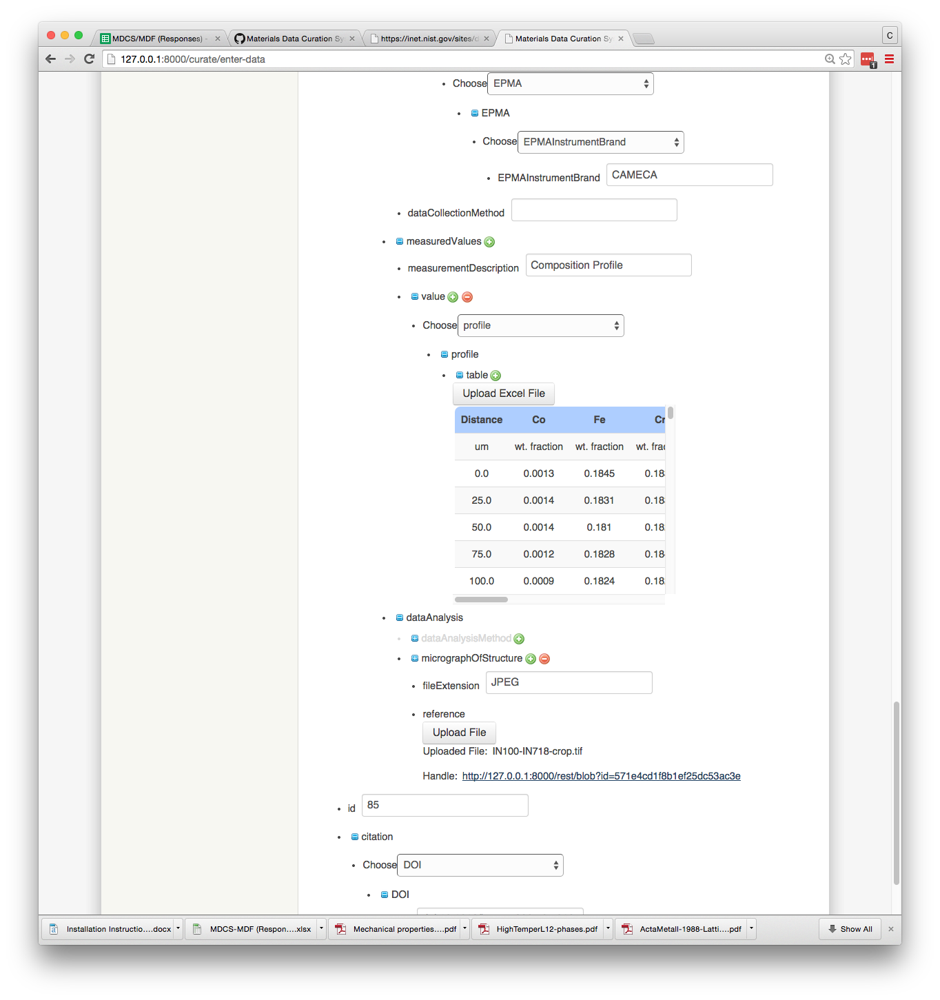 MDCS/MDF (Responses) - Materials Data Curation Sy https://inet.nist.gov/sites/d Materials Data Curation Sy C
127.0.0.1:8000/curate/enter-data 1
Choose EPMA
EPMA
Choose EPMAInstrumentBrand
EPMAInstrumentBrand CAMECA
dataCollectionMethod
measuredValues
measurementDescription Composition Profile
value
Choose profile
profile
table
Upload Excel File
Distance Co Fe Cr
um wt. fraction wt. fraction wt. frac
0.0 0.0013 0.1845 0.18
25.0 0.0014 0.1831 0.18
50.0 0.0014 0.181 0.18
75.0 0.0012 0.1828 0.18
100.0 0.0009 0.1824 0.18
dataAnalysis
dataAnalysisMethod
micrographOfStructure
fileExtension JPEG
reference
Upload File
Uploaded File: IN100-IN718-crop.tif
Handle: http://127.0.0.1:8000/rest/blob?id=571e4cd1f8b1ef25dc53ac3e
id 85
citation
Choose DOI
DOI
Installation Instructio....docx MDCS-MDF (Respon....xlsx Mechanical properties....pdf HighTemperL12-phases.pdf ActaMetall-1988-Latti....pdf Show All